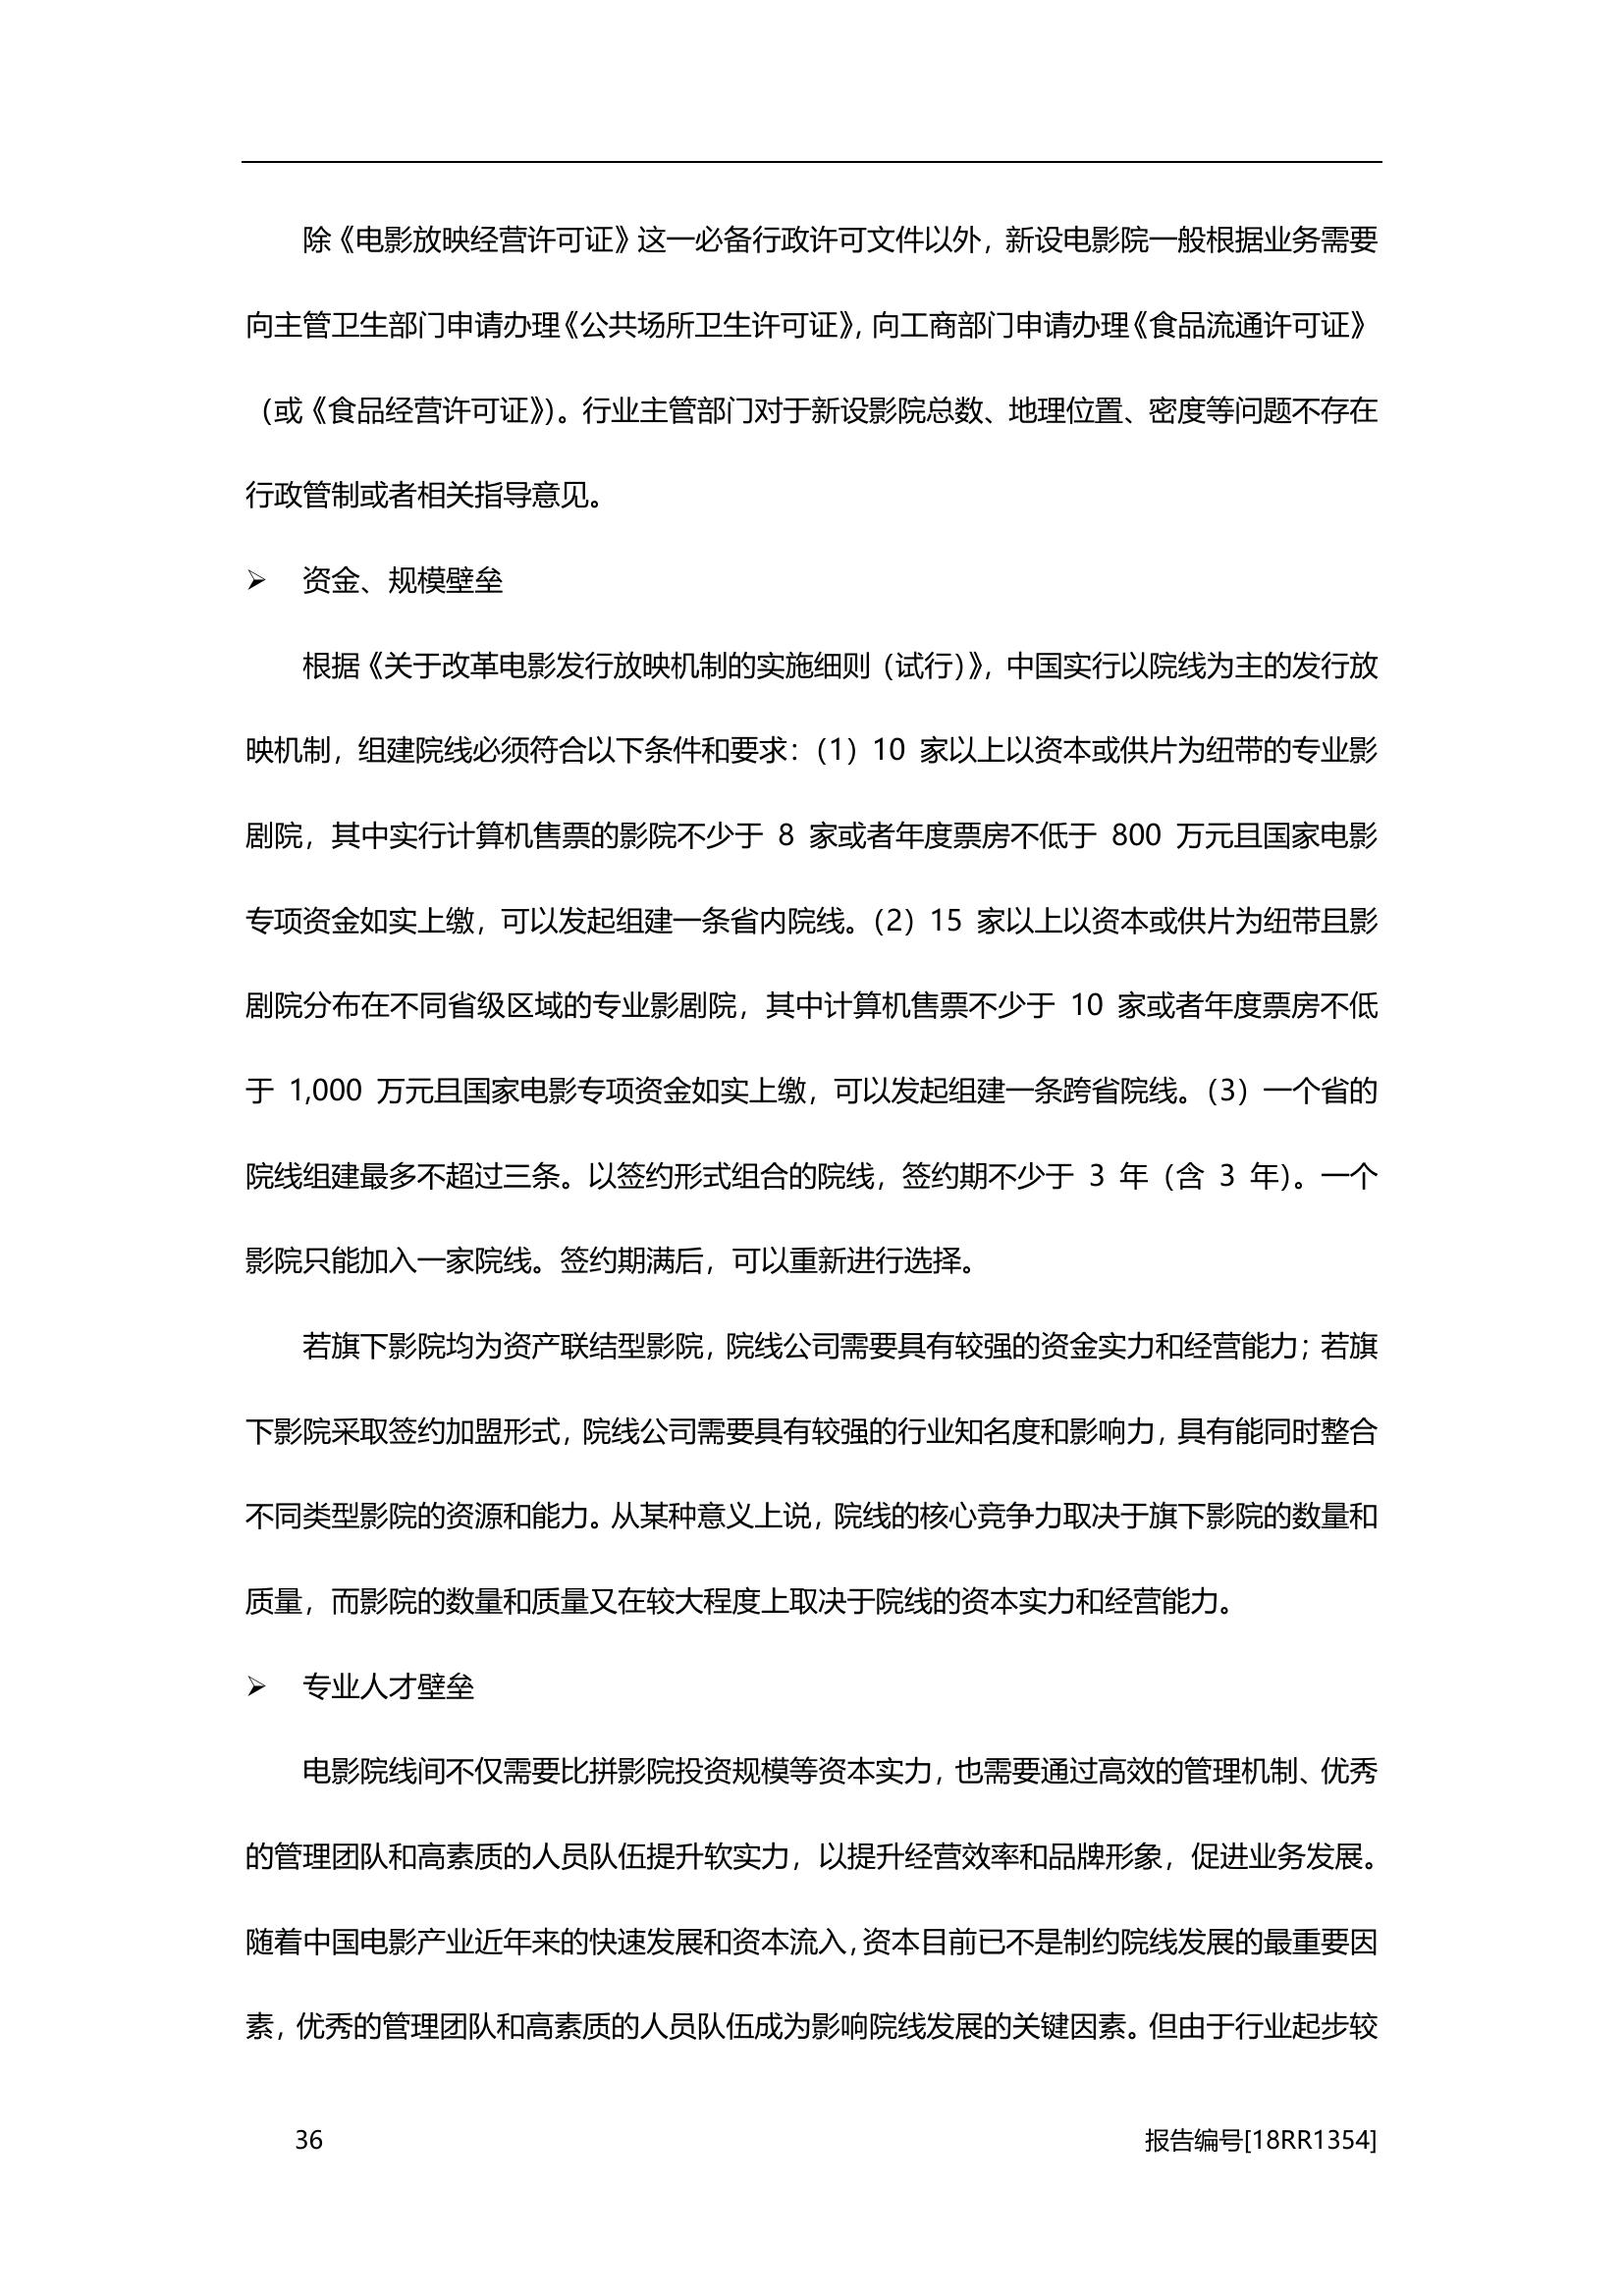 除《电影放映经营许可证》这一必备行政许可文件以外，新设电影院一般根据业务需要
向主管卫生部门申请办理《公共场所卫生许可证》，向工商部门申请办理《食品流通许可证》
（或《食品经营许可证》）。行业主管部门对于新设影院总数、地理位置、密度等问题不存在
行政管制或者相关指导意见。
➢ 资金、规模壁垒
根据《关于改革电影发行放映机制的实施细则（试行）》，中国实行以院线为主的发行放
映机制，组建院线必须符合以下条件和要求：（1）10 家以上以资本或供片为纽带的专业影
剧院，其中实行计算机售票的影院不少于 8 家或者年度票房不低于 800 万元且国家电影
专项资金如实上缴，可以发起组建一条省内院线。（2）15 家以上以资本或供片为纽带且影
剧院分布在不同省级区域的专业影剧院，其中计算机售票不少于 10 家或者年度票房不低
于 1,000 万元且国家电影专项资金如实上缴，可以发起组建一条跨省院线。（3）一个省的
院线组建最多不超过三条。以签约形式组合的院线，签约期不少于 3 年（含 3 年）。一个
影院只能加入一家院线。签约期满后，可以重新进行选择。
若旗下影院均为资产联结型影院，院线公司需要具有较强的资金实力和经营能力；若旗
下影院采取签约加盟形式，院线公司需要具有较强的行业知名度和影响力，具有能同时整合
不同类型影院的资源和能力。从某种意义上说，院线的核心竞争力取决于旗下影院的数量和
质量，而影院的数量和质量又在较大程度上取决于院线的资本实力和经营能力。
➢ 专业人才壁垒
电影院线间不仅需要比拼影院投资规模等资本实力，也需要通过高效的管理机制、优秀
的管理团队和高素质的人员队伍提升软实力，以提升经营效率和品牌形象，促进业务发展。
随着中国电影产业近年来的快速发展和资本流入，资本目前已不是制约院线发展的最重要因
素，优秀的管理团队和高素质的人员队伍成为影响院线发展的关键因素。但由于行业起步较
36 报告编号[18RR1354]